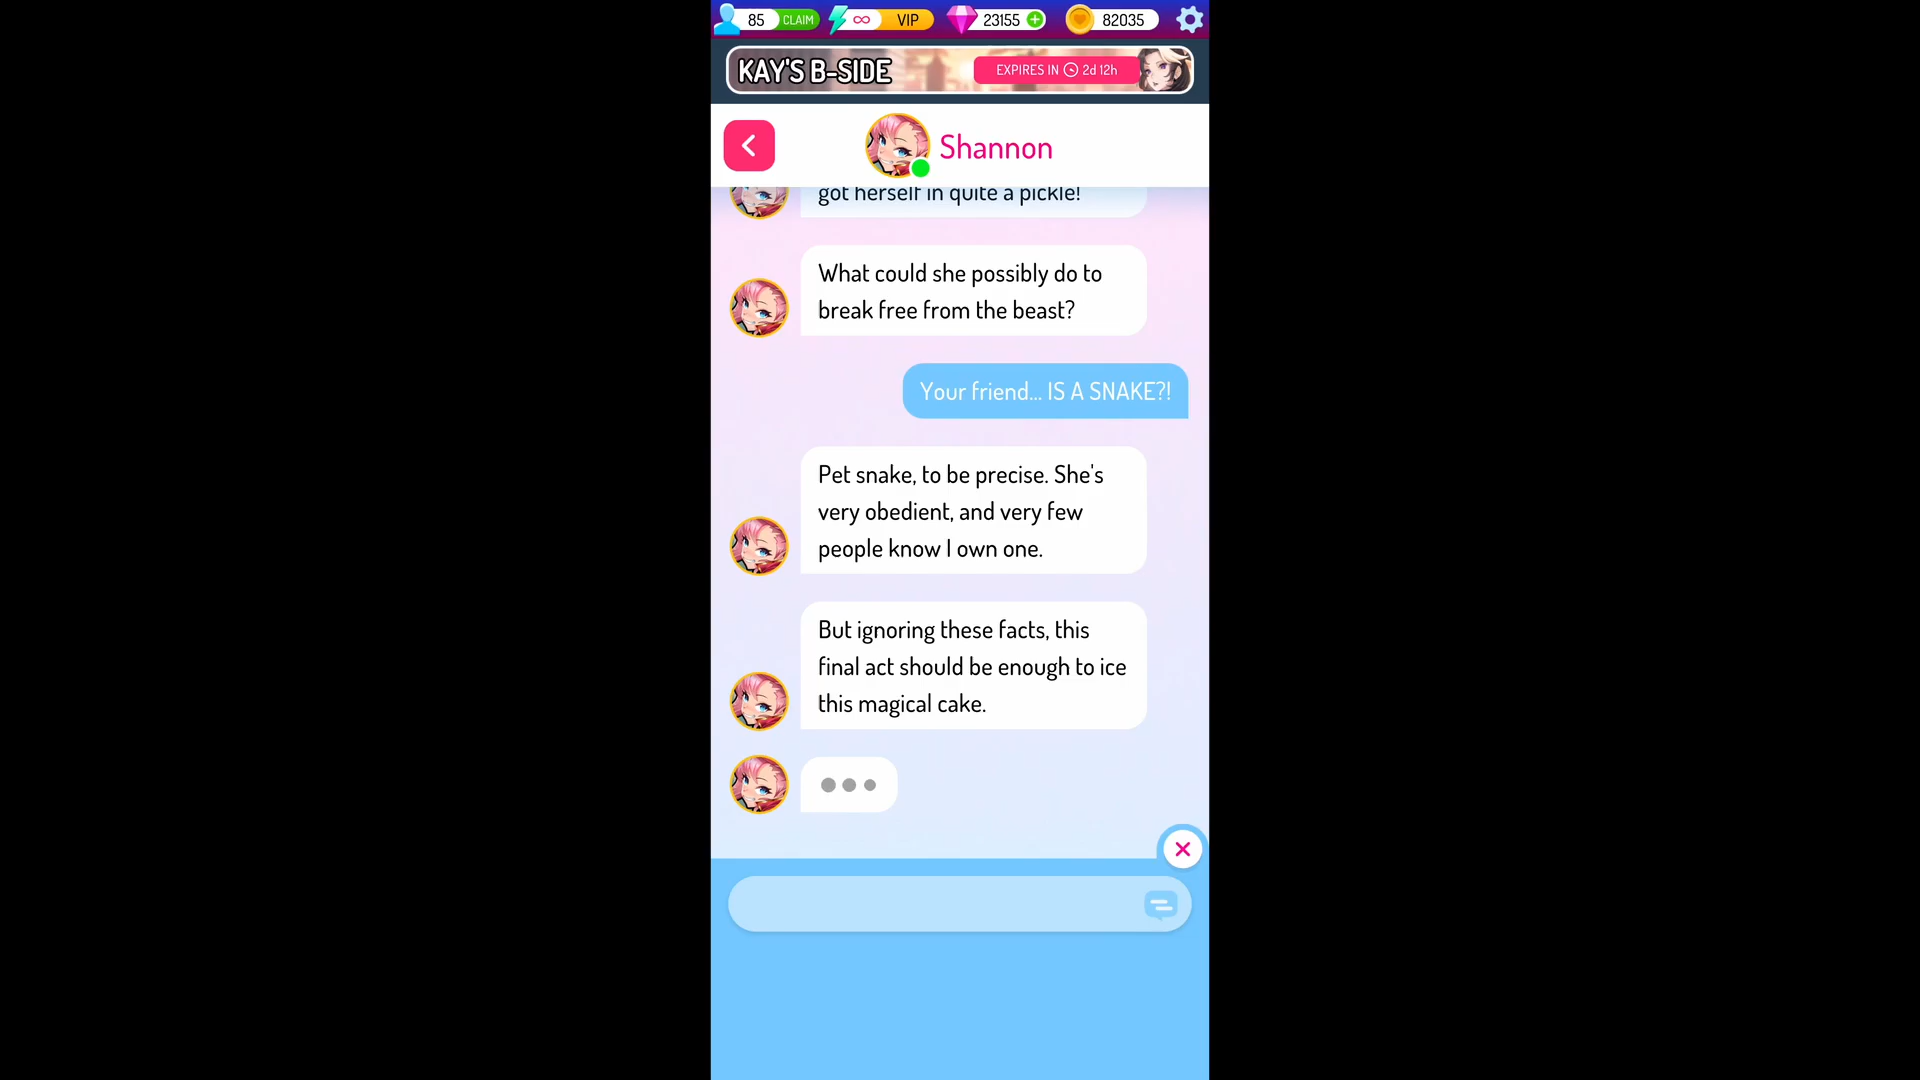 85 CLAIM ∞ VIP 23155 82035
KAY'S B-SIDE
EXPIRES IN 2d 12h
Shannon
got herself in quite a pickle!
What could she possibly do to
break free from the beast?
Your friend... IS A SNAKE?!
Pet snake, to be precise. She's
very obedient, and very few
people know I own one.
But ignoring these facts, this
final act should be enough to ice
this magical cake.